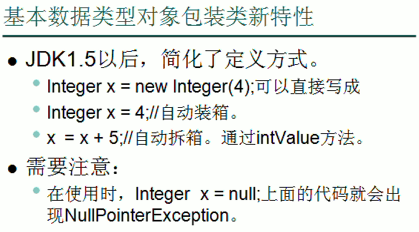 基本数据类型对象包装类新特性
JDK1.5以后，简化了定义方式。
Integer x = new Integer(4);可以直接写成
Integer x = 4;//自动装箱。
x = x + 5;//自动拆箱。通过intValue方法。
需要注意：
在使用时，Integer x = null;上面的代码就会出
现NullPointerException。